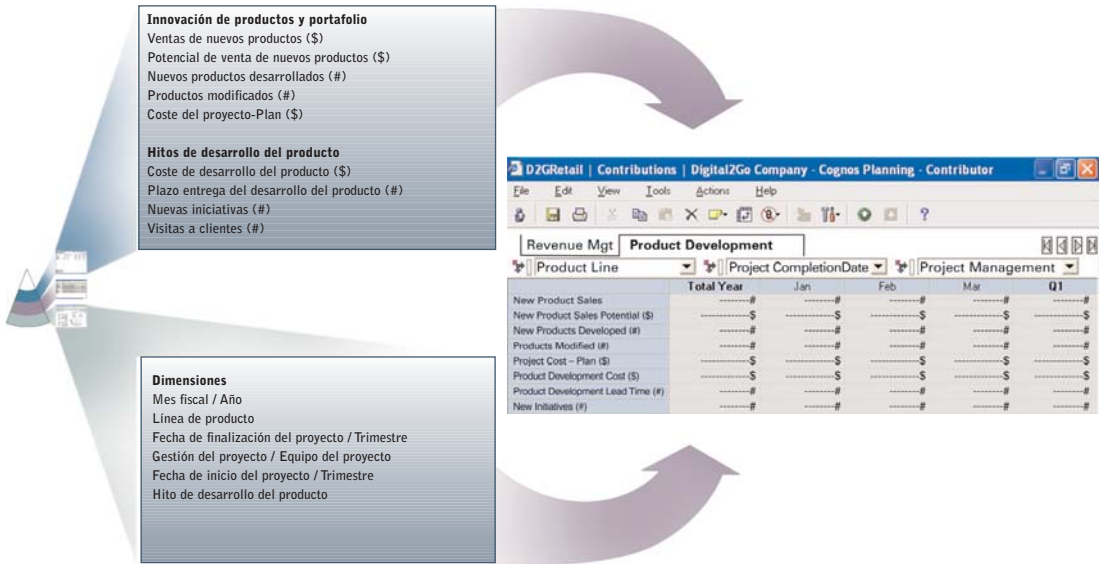 Innovación de productos y portafolio
Ventas de nuevos productos ($)
Potencial de venta de nuevos productos ($)
Nuevos productos desarrollados (#)
Productos modificados (#)
Coste del proyecto-Plan ($)
Hitos de desarrollo del producto
Coste de desarrollo del producto ($)
Plazo entrega del desarrollo del producto (#)
Nuevas iniciativas (#)
Visitas a clientes (#)
Dimensiones
Mes fiscal / Año
Línea de producto
Fecha de finalización del proyecto / Trimestre
Gestión del proyecto / Equipo del proyecto
Fecha de inicio del proyecto / Trimestre
Hito de desarrollo del producto
D2GRetail | Contributions | Digital2Go Company - Cognos Planning - Contributor
File Edit View Tools Actions Help
Revenue Mgt Product Development
Product Line Project CompletionDate Project Management
Total Year Jan Feb Mar Q1
New Product Sales --------# --------# --------# --------# --------#
New Product Sales Potential ($) ------------$ ------------$ ------------$ ------------$ ------------$
New Products Developed (#) --------# --------# --------# --------# --------#
Products Modified (#) --------# --------# --------# --------# --------#
Project Cost – Plan ($) ------------$ ------------$ ------------$ ------------$ ------------$
Product Development Cost ($) ------------$ ------------$ ------------$ ------------$ ------------$
Product Development Lead Time (#) --------# --------# --------# --------# --------#
New Initiatives (#) --------# --------# --------# --------# --------#